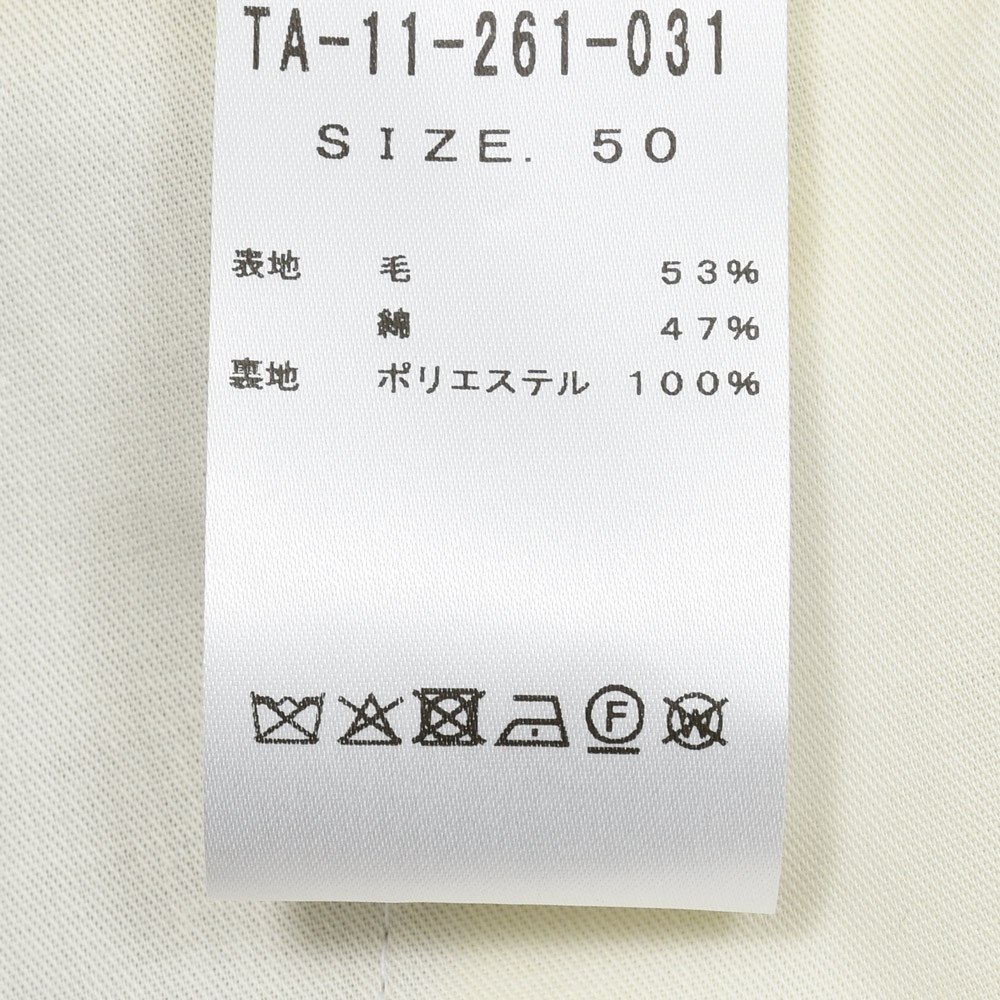 TA-11-261-031
SIZE. 50
表地 毛 53%
綿 47%
裏地 ポリエステル 100%
F W